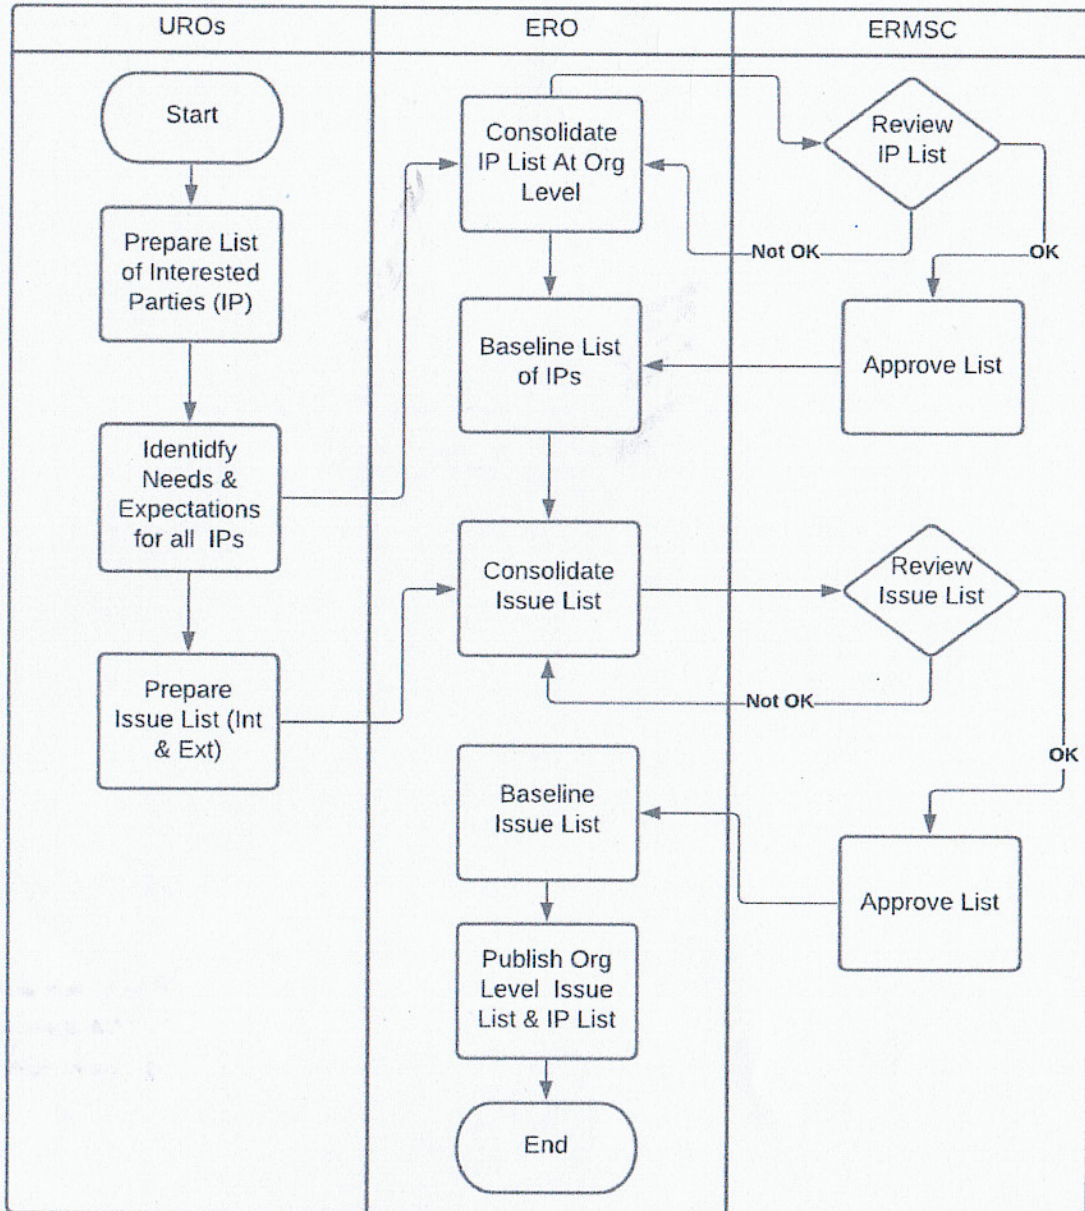 UROs
ERO
ERMSC
Start
Prepare List
of Interested
Parties (IP)
Identidfy
Needs &
Expectations
for all IPs
Prepare
Issue List (Int
& Ext)
Consolidate
IP List At Org
Level
Baseline List
of IPs
Consolidate
Issue List
Baseline
Issue List
Publish Org
Level Issue
List & IP List
End
Review
IP List
Not OK
OK
Approve List
Review
Issue List
Not OK
OK
Approve List